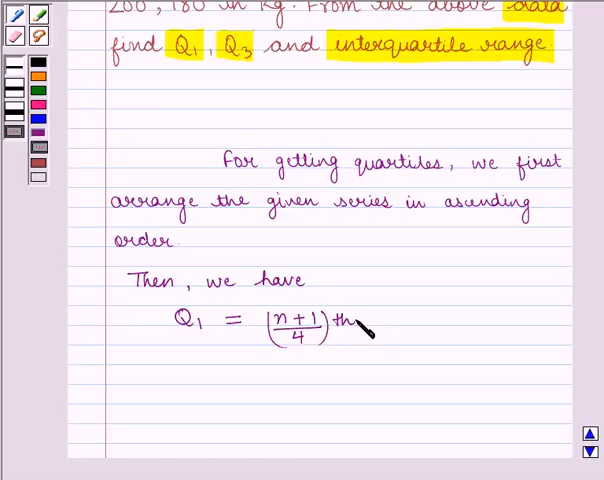 200, 180 in kg. From the above data
find Q1, Q3 and interquartile range.
For getting quartiles, we first
arrange the given series in ascending
order.
Then, we have
Q1 = ((n+1)/4)th